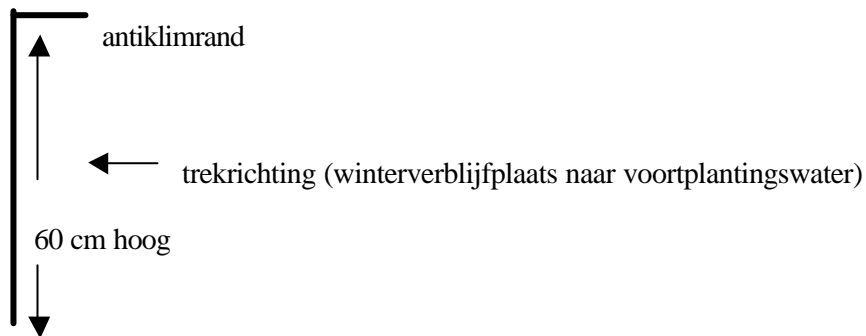 antiklimrand
trekrichting (winterverblijfplaats naar voortplantingswater)
60 cm hoog